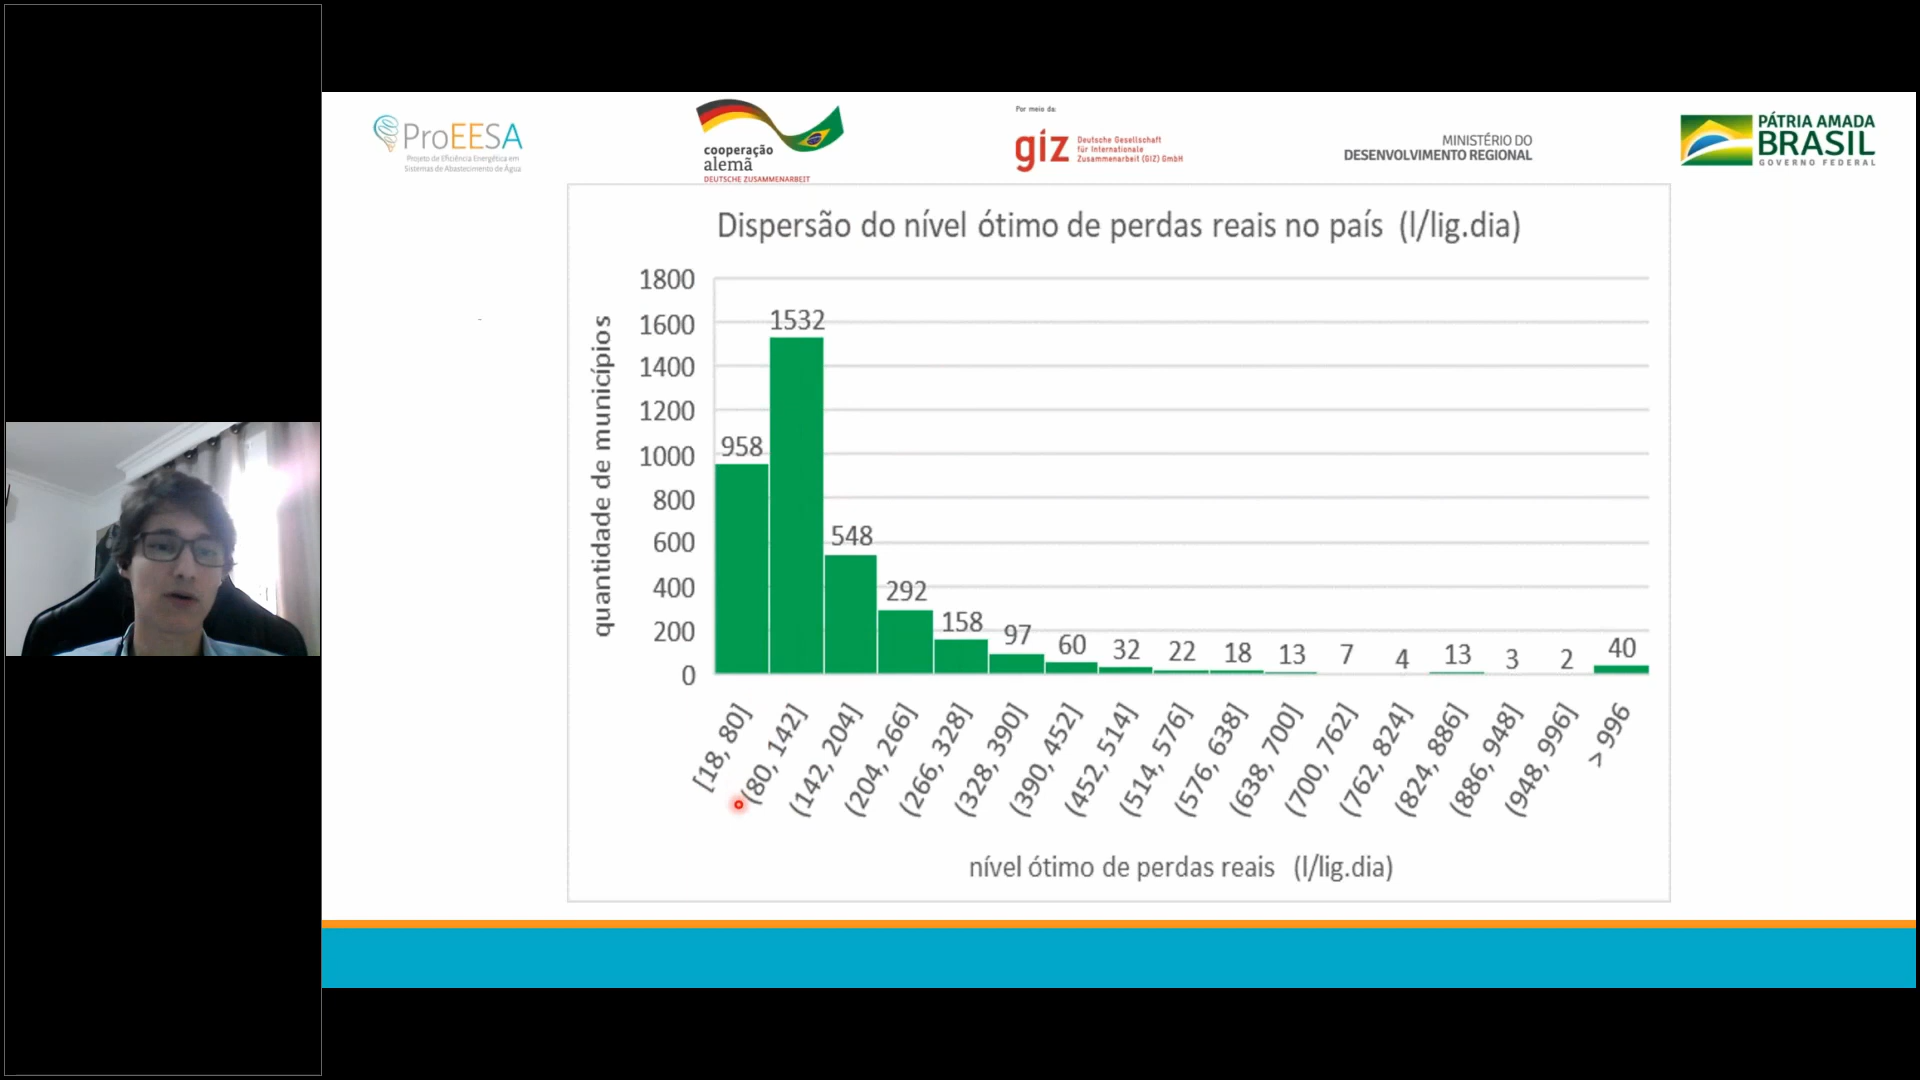 ProEESA
Projeto de Eficiência Energética em
Sistemas de Abastecimento de Água
cooperação
alemã
DEUTSCHE ZUSAMMENARBEIT
Por meio da:
giz
Deutsche Gesellschaft
für Internationale
Zusammenarbeit (GIZ) GmbH
MINISTÉRIO DO
DESENVOLVIMENTO REGIONAL
PÁTRIA AMADA
BRASIL
GOVERNO FEDERAL
Dispersão do nível ótimo de perdas reais no país (l/lig.dia)
quantidade de municípios
1800
1600
1400
1200
1000
800
600
400
200
0
958
1532
548
292
158
97
60
32
22
18
13
7
4
13
3
2
40
[18, 80]
(80, 142]
(142, 204]
(204, 266]
(266, 328]
(328, 390]
(390, 452]
(452, 514]
(514, 576]
(576, 638]
(638, 700]
(700, 762]
(762, 824]
(824, 886]
(886, 948]
(948, 996]
> 996
nível ótimo de perdas reais (l/lig.dia)